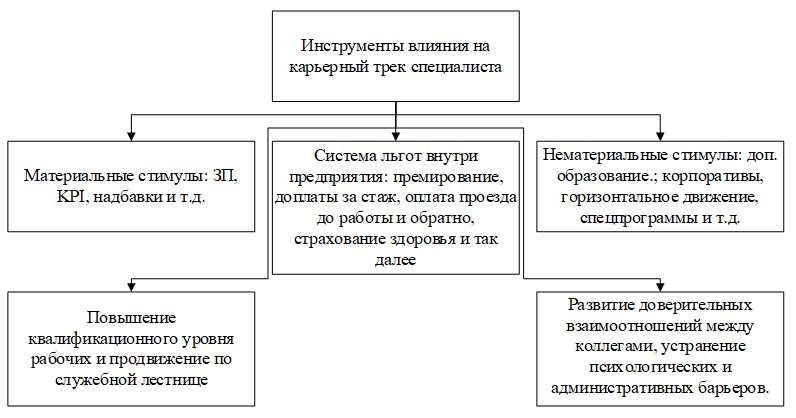 Инструменты влияния на
карьерный трек специалиста
Материальные стимулы: ЗП,
KPI, надбавки и т.д.
Система льгот внутри
предприятия: премирование,
доплаты за стаж, оплата проезда
до работы и обратно,
страхование здоровья и так
далее
Нематериальные стимулы: доп.
образование.; корпоративы,
горизонтальное движение,
спецпрограммы и т.д.
Повышение
квалификационного уровня
рабочих и продвижение по
служебной лестнице
Развитие доверительных
взаимоотношений между
коллегами, устранение
психологических и
административных барьеров.